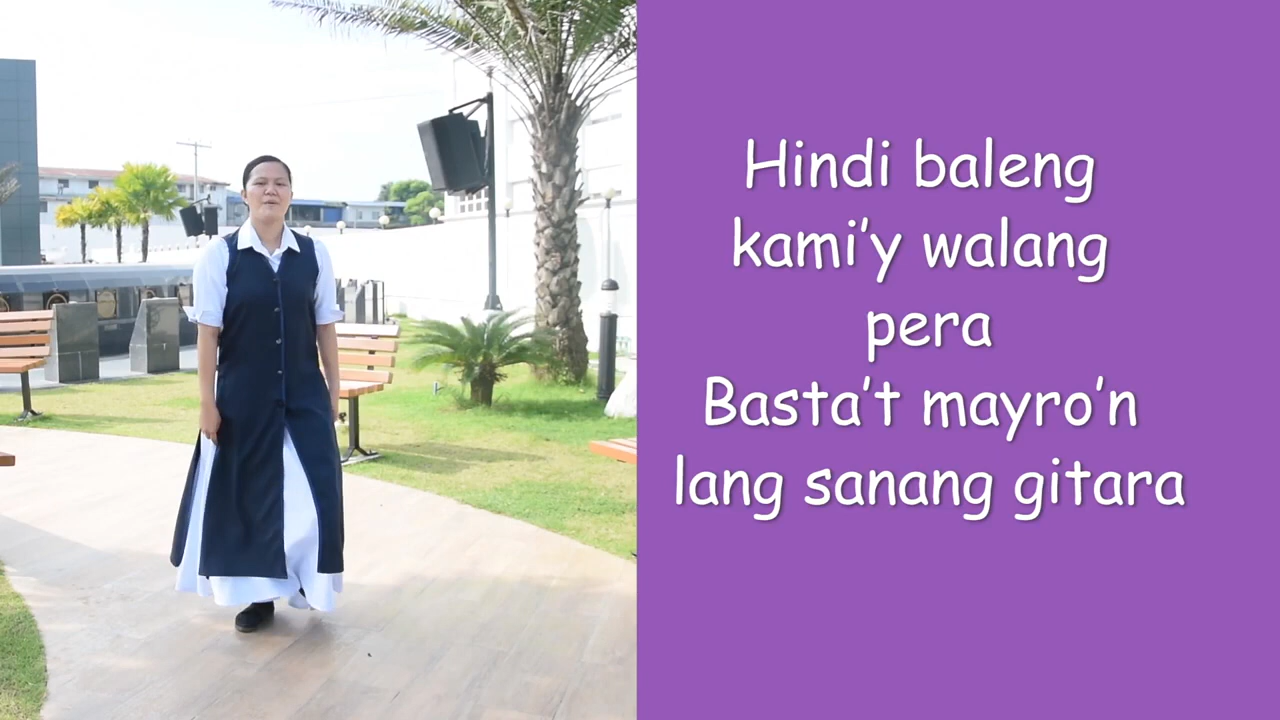 Hindi baleng
kami'y walang
pera
Basta't mayro'n
lang sanang gitara